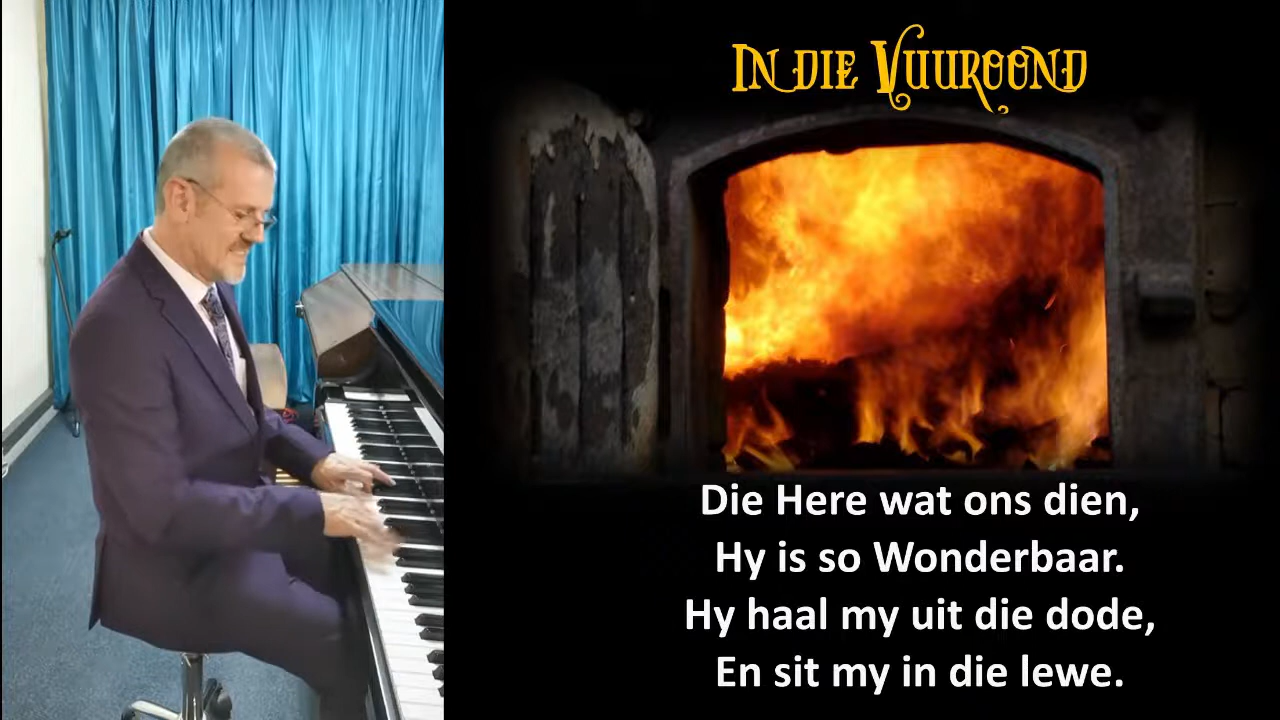 In die Vuuroond
Die Here wat ons dien,
Hy is so Wonderbaar.
Hy haal my uit die dode,
En sit my in die lewe.